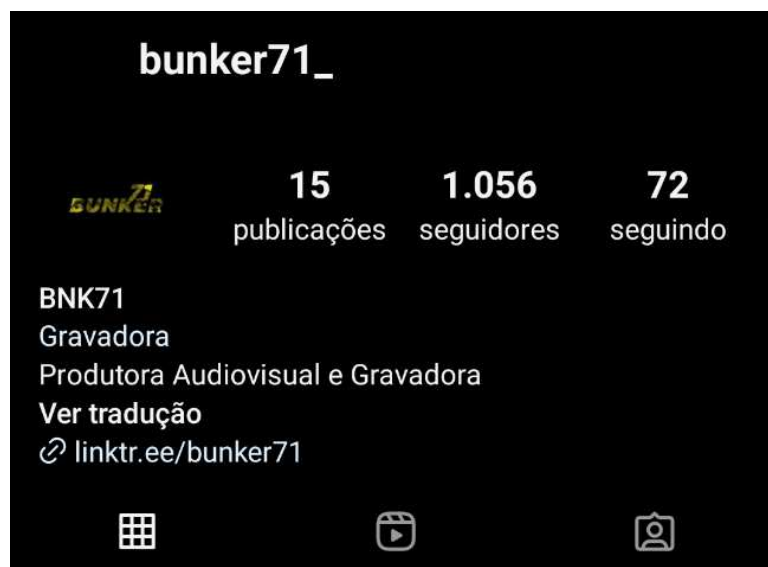 bunker71_
71
BUNKER
15 1.056 72
publicações seguidores seguindo
BNK71
Gravadora
Produtora Audiovisual e Gravadora
Ver tradução
linktr.ee/bunker71